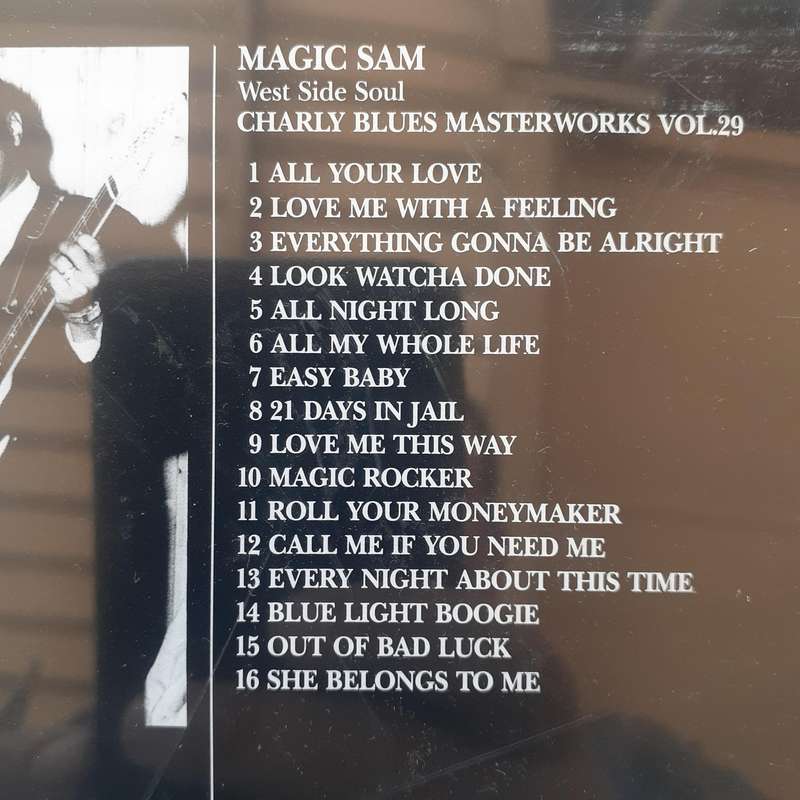 MAGIC SAM
West Side Soul
CHARLY BLUES MASTERWORKS VOL.29
1 ALL YOUR LOVE
2 LOVE ME WITH A FEELING
3 EVERYTHING GONNA BE ALRIGHT
4 LOOK WATCHA DONE
5 ALL NIGHT LONG
6 ALL MY WHOLE LIFE
7 EASY BABY
8 21 DAYS IN JAIL
9 LOVE ME THIS WAY
10 MAGIC ROCKER
11 ROLL YOUR MONEYMAKER
12 CALL ME IF YOU NEED ME
13 EVERY NIGHT ABOUT THIS TIME
14 BLUE LIGHT BOOGIE
15 OUT OF BAD LUCK
16 SHE BELONGS TO ME